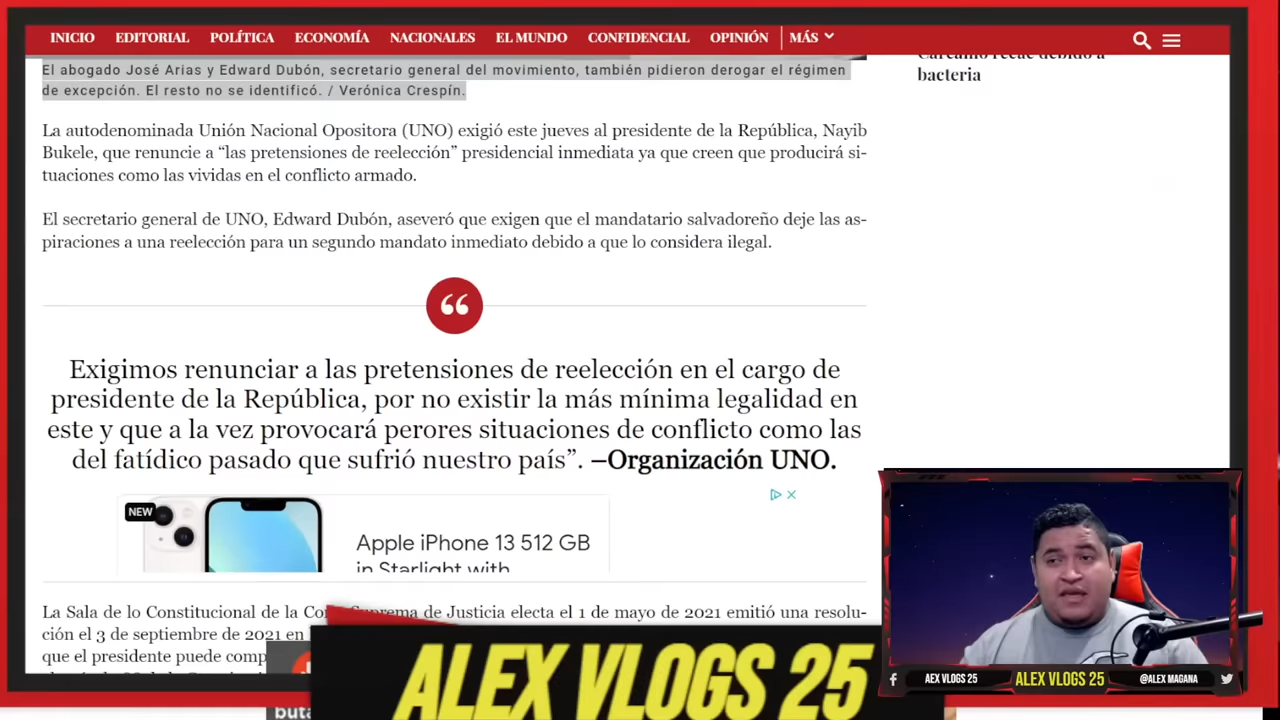 INICIO EDITORIAL POLÍTICA ECONOMÍA NACIONALES EL MUNDO CONFIDENCIAL OPINIÓN MÁS
El abogado José Arias y Edward Dubón, secretario general del movimiento, también pidieron derogar el régimen
de excepción. El resto no se identificó. / Verónica Crespín.
Carcamo recae debido a
bacteria
La autodenominada Unión Nacional Opositora (UNO) exigió este jueves al presidente de la República, Nayib
Bukele, que renuncie a “las pretensiones de reelección” presidencial inmediata ya que creen que producirá si-
tuaciones como las vividas en el conflicto armado.
El secretario general de UNO, Edward Dubón, aseveró que exigen que el mandatario salvadoreño deje las as-
piraciones a una reelección para un segundo mandato inmediato debido a que lo considera ilegal.
“
Exigimos renunciar a las pretensiones de reelección en el cargo de
presidente de la República, por no existir la más mínima legalidad en
este y que a la vez provocará perores situaciones de conflicto como las
del fatídico pasado que sufrió nuestro país”. –Organización UNO.
NEW
Apple iPhone 13 512 GB
in Starlight with
La Sala de lo Constitucional de la Corte Suprema de Justicia electa el 1 de mayo de 2021 emitió una resolu-
ción el 3 de septiembre de 2021 en
que el presidente puede comp
ALEX VLOGS 25
AEX VLOGS 25 ALEX VLOGS 25 @ALEX MAGANA